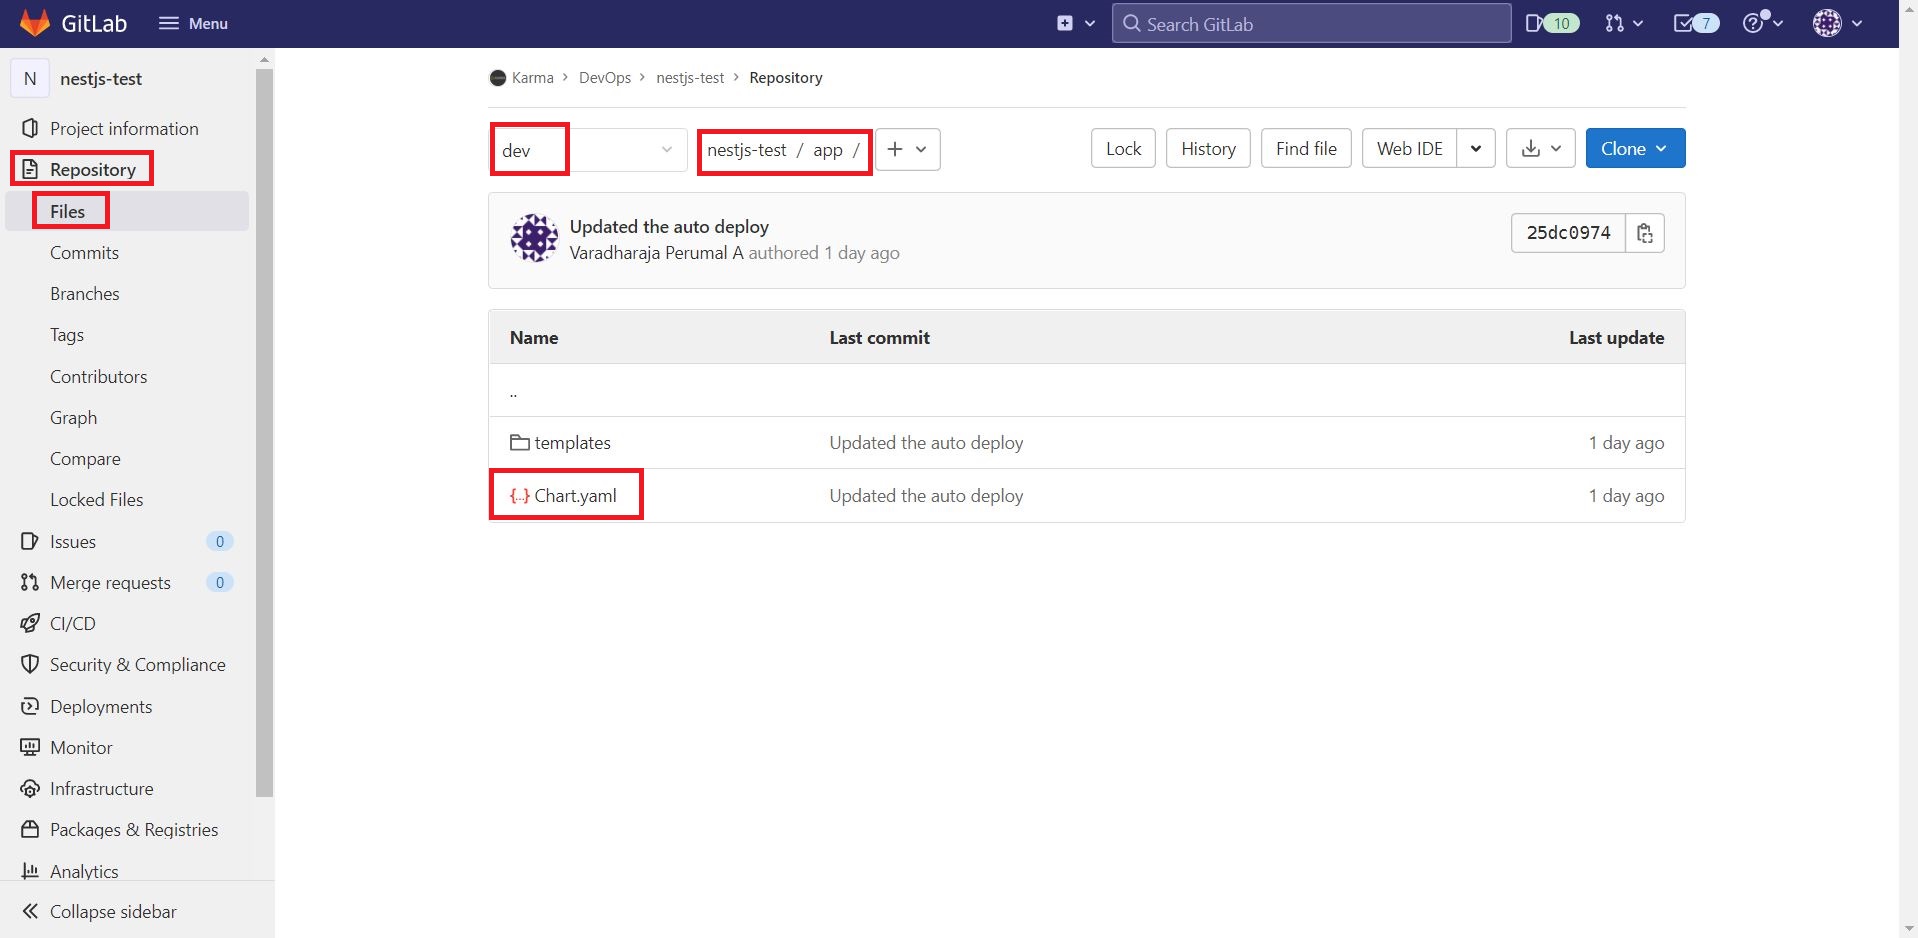 GitLab Menu Search GitLab 10 7
N nestjs-test
Project information
Repository
Files
Commits
Branches
Tags
Contributors
Graph
Compare
Locked Files
Issues 0
Merge requests 0
CI/CD
Security & Compliance
Deployments
Monitor
Infrastructure
Packages & Registries
Analytics
Collapse sidebar
Karma > DevOps > nestjs-test > Repository
dev nestjs-test / app / + Lock History Find file Web IDE Clone
Updated the auto deploy
Varadharaja Perumal A authored 1 day ago
25dc0974
Name Last commit Last update
..
templates Updated the auto deploy 1 day ago
{...} Chart.yaml Updated the auto deploy 1 day ago